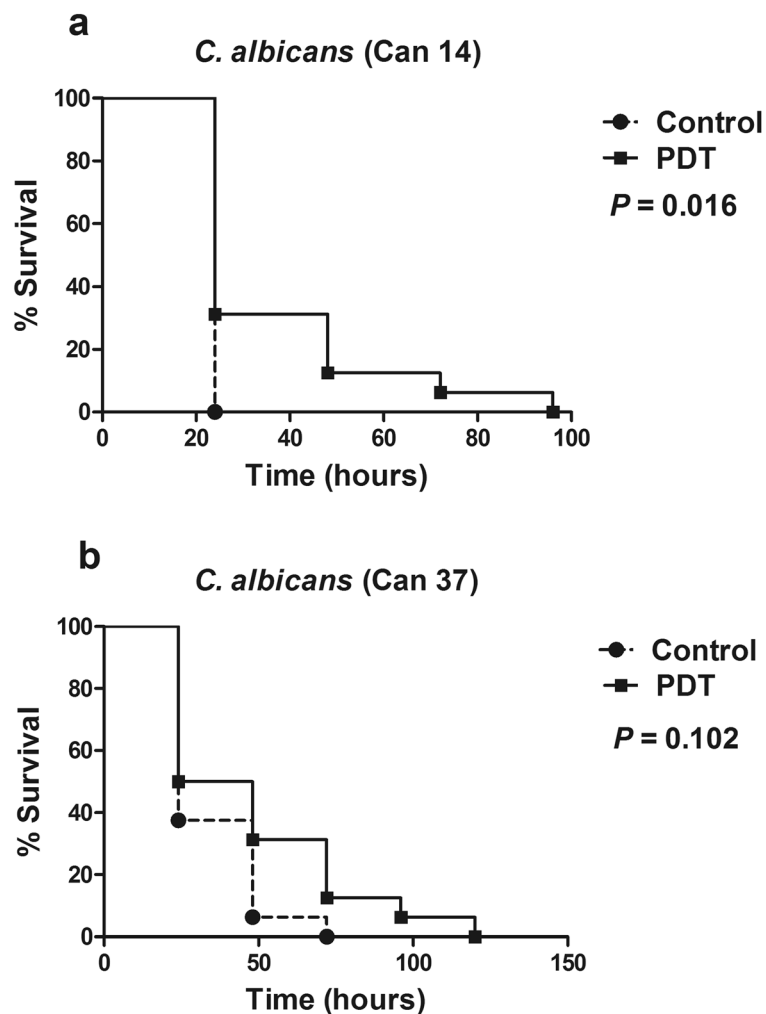 a
C. albicans (Can 14)
100
80
60
40
20
0
% Survival
0 20 40 60 80 100
Time (hours)
Control
PDT
P = 0.016
b
C. albicans (Can 37)
100
80
60
40
20
0
% Survival
0 50 100 150
Time (hours)
Control
PDT
P = 0.102